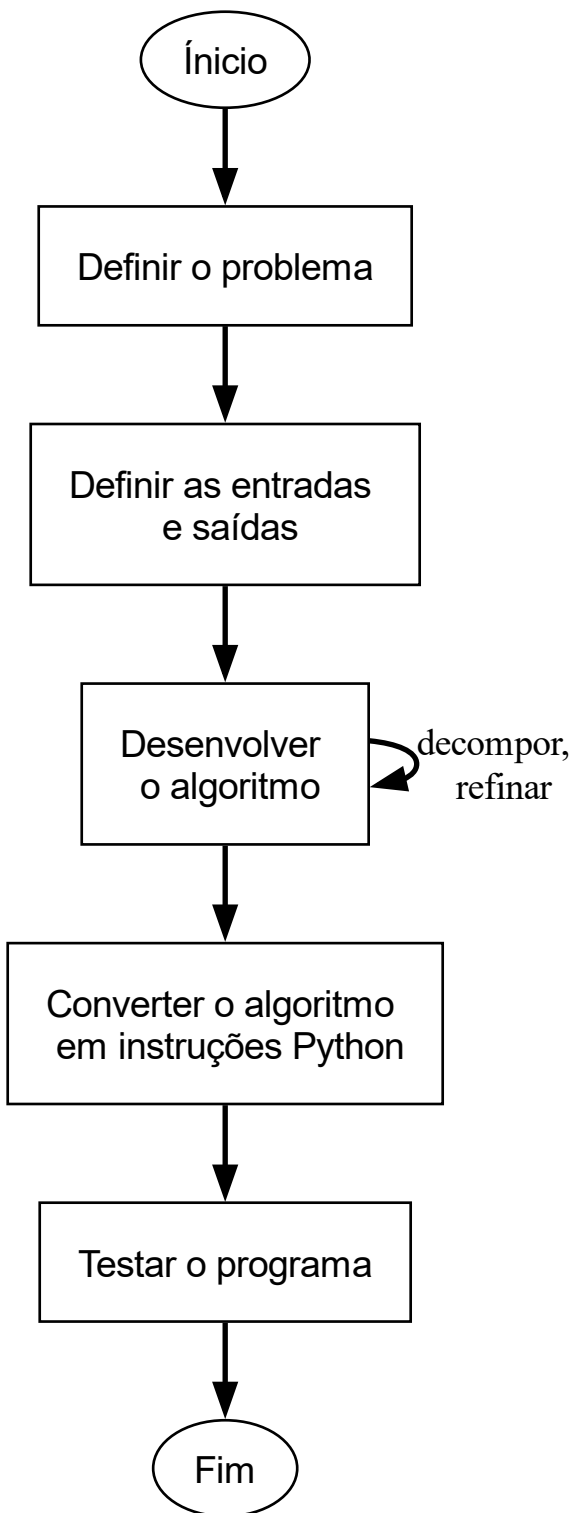 Ínicio
Definir o problema
Definir as entradas
e saídas
Desenvolver
o algoritmo
decompor,
refinar
Converter o algoritmo
em instruções Python
Testar o programa
Fim